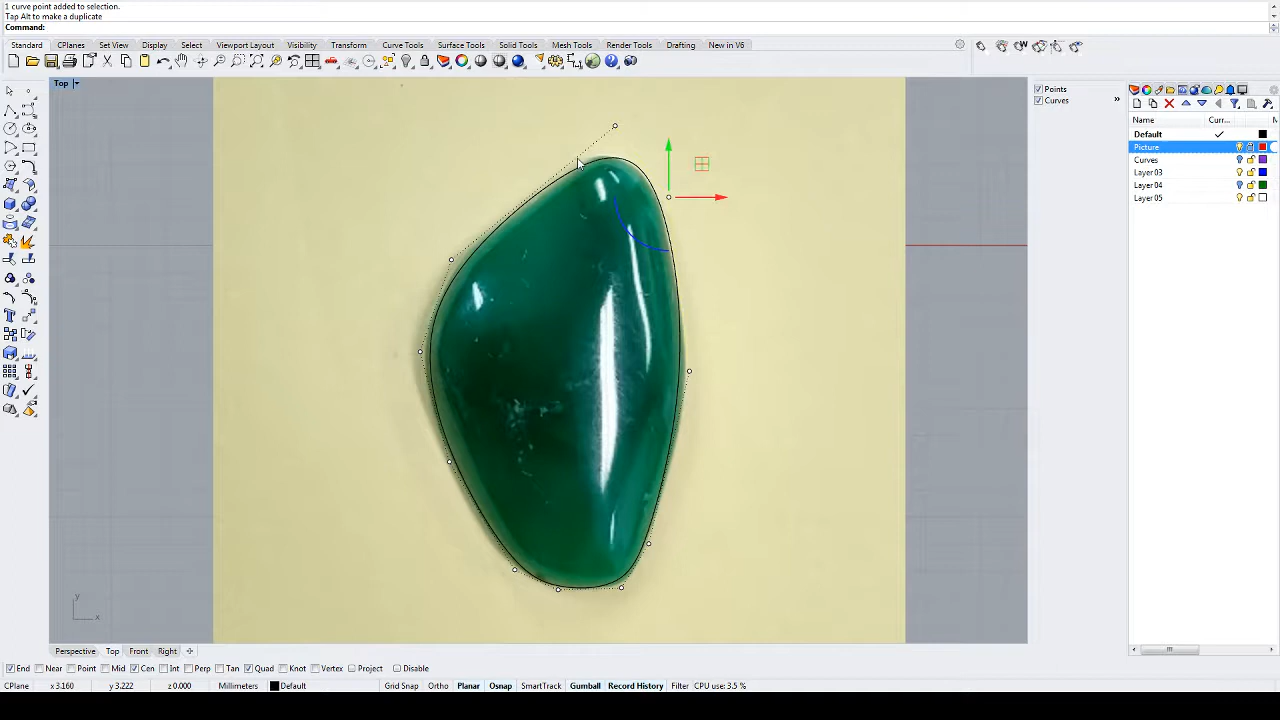 1 curve point added to selection.
Tap Alt to make a duplicate
Command:
Standard CPlanes Set View Display Select Viewport Layout Visibility Transform Curve Tools Surface Tools Solid Tools Mesh Tools Render Tools Drafting New in V6
Top
Points
Curves
Name Curr... M
Default
Picture
Curves
Layer 03
Layer 04
Layer 05
y
x
Perspective Top Front Right
End Near Point Mid Cen Int Perp Tan Quad Knot Vertex Project Disable
CPlane x 3.160 y 3.222 z 0.000 Millimeters Default Grid Snap Ortho Planar Osnap SmartTrack Gumball Record History Filter CPU use: 3.5 %